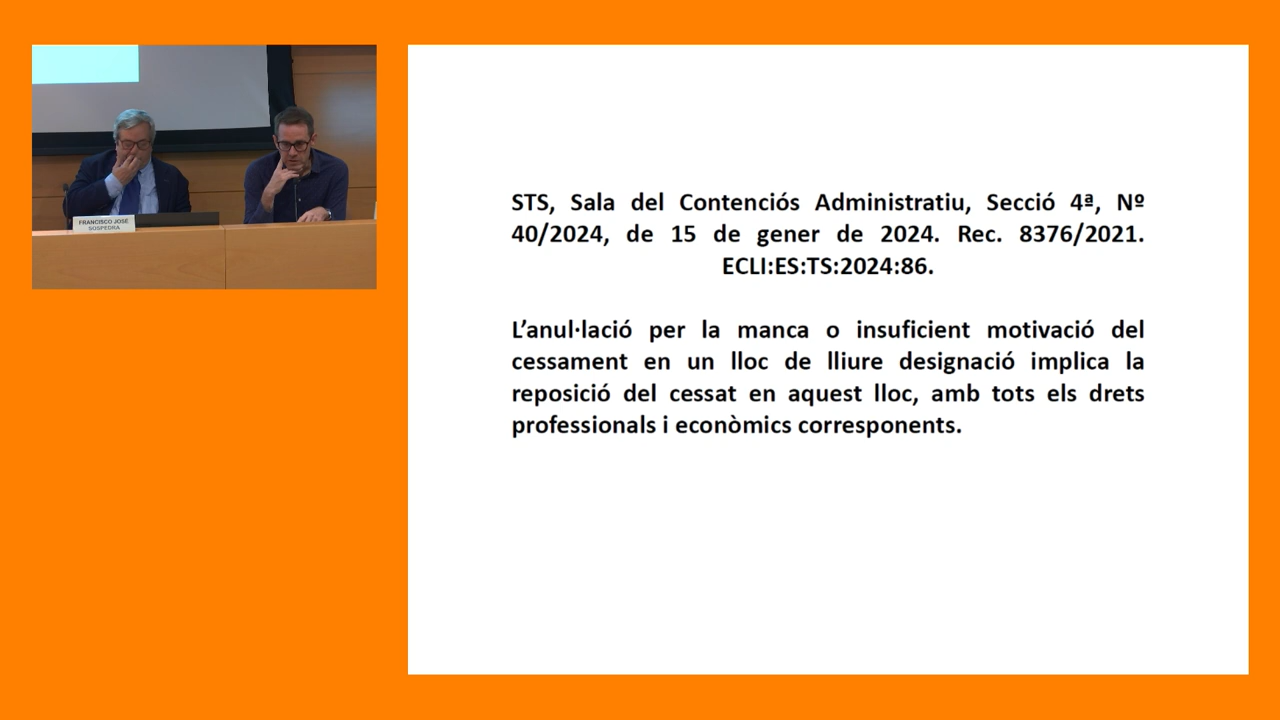 FRANCISCO JOSÉ
SOSPEDRA
STS, Sala del Contenciós Administratiu, Secció 4ª, Nº
40/2024, de 15 de gener de 2024. Rec. 8376/2021.
ECLI:ES:TS:2024:86.
L’anul·lació per la manca o insuficient motivació del
cessament en un lloc de lliure designació implica la
reposició del cessat en aquest lloc, amb tots els drets
professionals i econòmics corresponents.